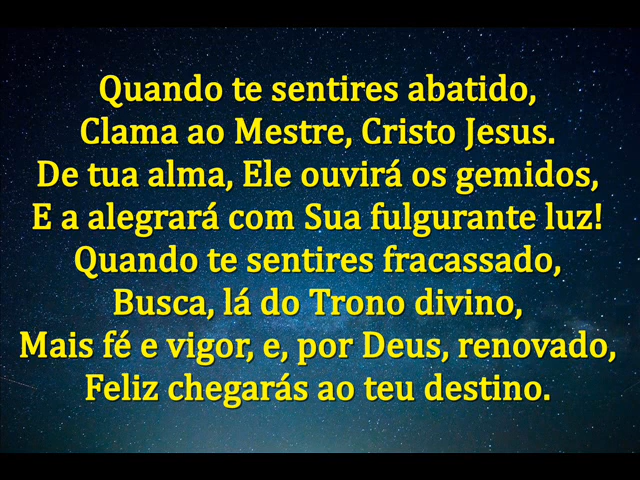 Quando te sentires abatido,
Clama ao Mestre, Cristo Jesus.
De tua alma, Ele ouvirá os gemidos,
E a alegrará com Sua fulgurante luz!
Quando te sentires fracassado,
Busca, lá do Trono divino,
Mais fé e vigor, e, por Deus, renovado,
Feliz chegarás ao teu destino.